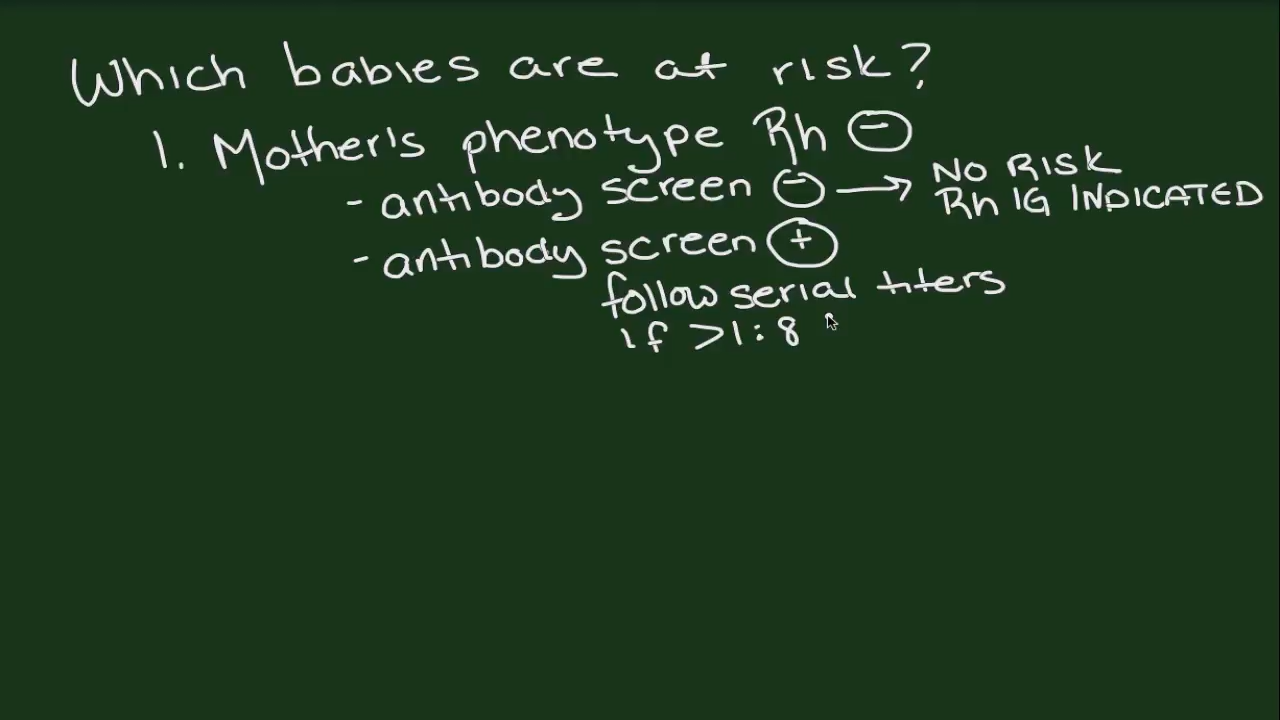 Which babies are at risk?
1. Mother's phenotype Rh ⊖
- antibody screen ⊖ → NO RISK
Rh IG INDICATED
- antibody screen ⊕
follow serial titers
if >1:8